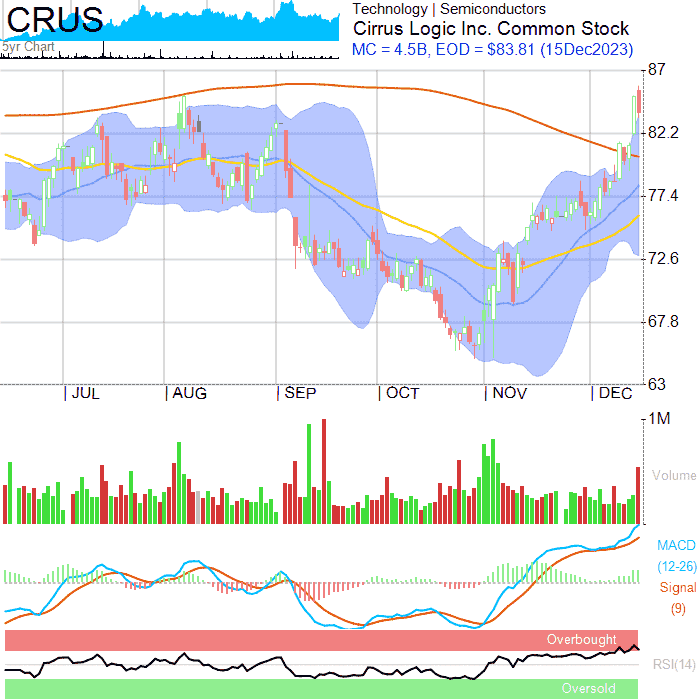 CRUS
5yr Chart
Technology | Semiconductors
Cirrus Logic Inc. Common Stock
MC = 4.5B, EOD = $83.81 (15Dec2023)
87
82.2
77.4
72.6
67.8
63
| JUL | AUG | SEP | OCT | NOV | DEC
1M
Volume
MACD
(12-26)
Signal
(9)
Overbought
RSI(14)
Oversold